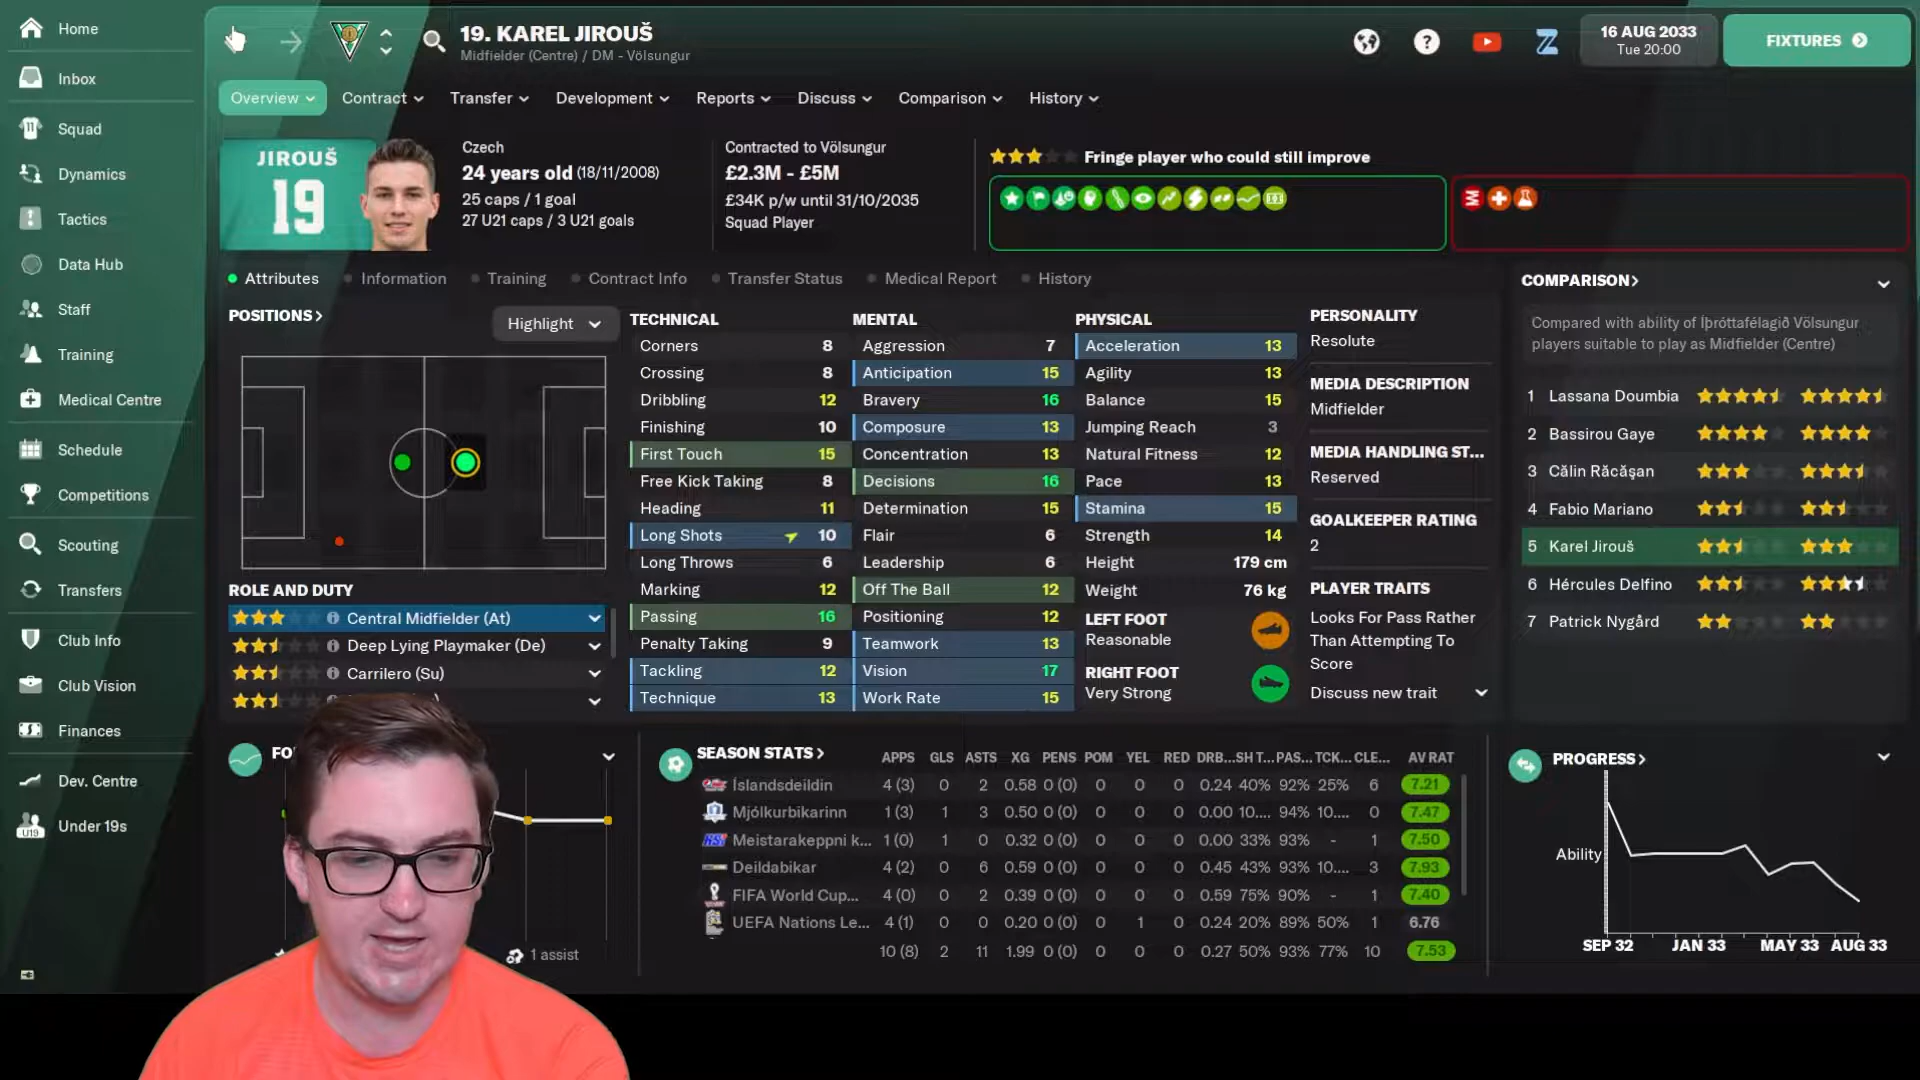 Home
Inbox
Squad
Dynamics
Tactics
Data Hub
Staff
Training
Medical Centre
Schedule
Competitions
Scouting
Transfers
Club Info
Club Vision
Finances
Dev. Centre
U19 Under 19s
19. KAREL JIROUŠ
Midfielder (Centre) / DM - Völsungur
16 AUG 2033
Tue 20:00
FIXTURES
Overview Contract Transfer Development Reports Discuss Comparison History
JIROUŠ
19
Czech
24 years old (18/11/2008)
25 caps / 1 goal
27 U21 caps / 3 U21 goals
Contracted to Völsungur
£2.3M - £5M
£34K p/w until 31/10/2035
Squad Player
Fringe player who could still improve
Attributes Information Training Contract Info Transfer Status Medical Report History
POSITIONS
Highlight
ROLE AND DUTY
Central Midfielder (At)
Deep Lying Playmaker (De)
Carrilero (Su)
TECHNICAL
Corners 8
Crossing 8
Dribbling 12
Finishing 10
First Touch 15
Free Kick Taking 8
Heading 11
Long Shots 10
Long Throws 6
Marking 12
Passing 16
Penalty Taking 9
Tackling 12
Technique 13
MENTAL
Aggression 7
Anticipation 15
Bravery 16
Composure 13
Concentration 13
Decisions 16
Determination 15
Flair 6
Leadership 6
Off The Ball 12
Positioning 12
Teamwork 13
Vision 17
Work Rate 15
PHYSICAL
Acceleration 13
Agility 13
Balance 15
Jumping Reach 3
Natural Fitness 12
Pace 13
Stamina 15
Strength 14
Height 179 cm
Weight 76 kg
LEFT FOOT
Reasonable
RIGHT FOOT
Very Strong
PERSONALITY
Resolute
MEDIA DESCRIPTION
Midfielder
MEDIA HANDLING ST...
Reserved
GOALKEEPER RATING
2
PLAYER TRAITS
Looks For Pass Rather
Than Attempting To
Score
Discuss new trait
COMPARISON
Compared with ability of Íþróttafélagið Völsungur
players suitable to play as Midfielder (Centre)
1 Lassana Doumbia
2 Bassirou Gaye
3 Călin Răcăşan
4 Fabio Mariano
5 Karel Jirouš
6 Hércules Delfino
7 Patrick Nygård
FO
1 assist
SEASON STATS
APPS GLS ASTS XG PENS POM YEL RED DRB... SH T... PAS... TCK... CLE... AV RAT
Íslandsdeildin 4 (3) 0 2 0.58 0 (0) 0 0 0 0.24 40% 92% 25% 6 7.21
Mjólkurbikarinn 1 (3) 1 3 0.50 0 (0) 0 0 0 0.00 10.... 94% 10.... 0 7.47
Meistarakeppni k... 1 (0) 1 0 0.32 0 (0) 0 0 0 0.00 33% 93% - 1 7.50
Deildabikar 4 (2) 0 6 0.59 0 (0) 0 0 0 0.45 43% 93% 10.... 3 7.93
FIFA World Cup... 4 (0) 0 2 0.39 0 (0) 0 0 0 0.59 75% 90% - 1 7.40
UEFA Nations Le... 4 (1) 0 0 0.20 0 (0) 0 1 0 0.24 20% 89% 50% 1 6.76
10 (8) 2 11 1.99 0 (0) 0 0 0 0.27 50% 93% 77% 10 7.53
PROGRESS
Ability
SEP 32 JAN 33 MAY 33 AUG 33